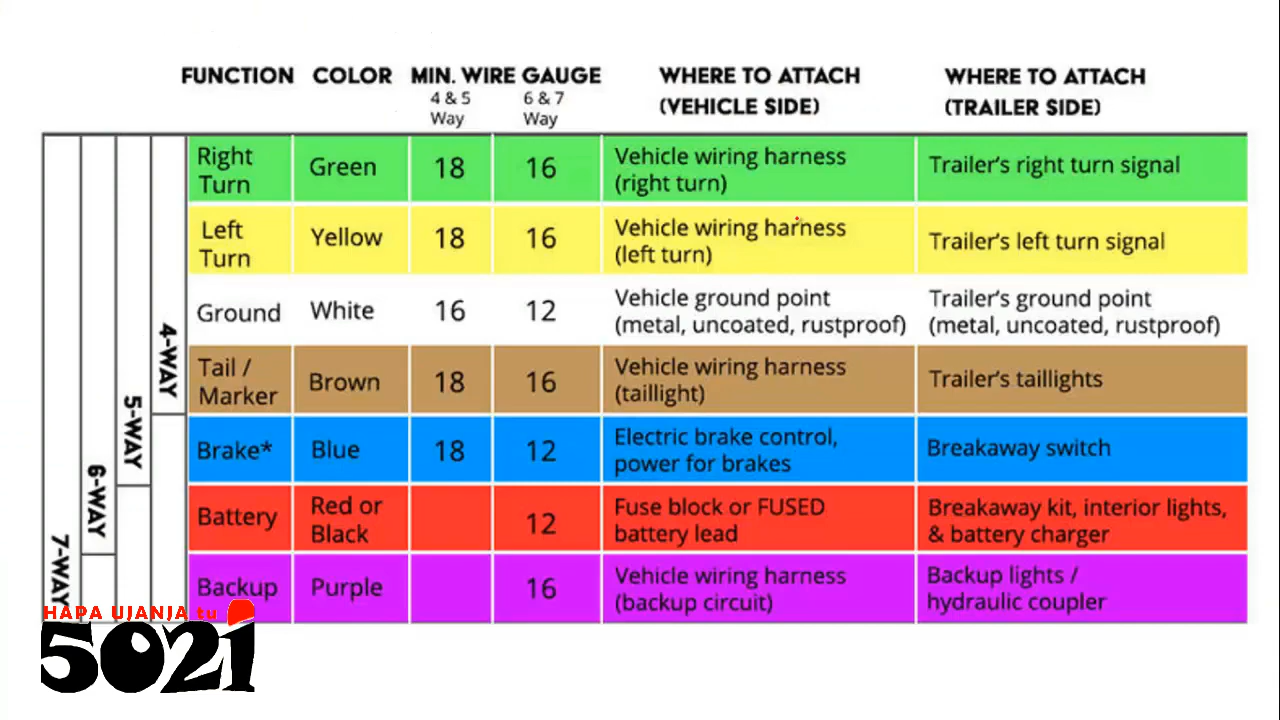 FUNCTION COLOR MIN. WIRE GAUGE WHERE TO ATTACH WHERE TO ATTACH
4 & 5 6 & 7 (VEHICLE SIDE) (TRAILER SIDE)
Way Way
Right Green 18 16 Vehicle wiring harness Trailer's right turn signal
Turn (right turn)
Left Yellow 18 16 Vehicle wiring harness Trailer's left turn signal
Turn (left turn)
Ground White 16 12 Vehicle ground point Trailer's ground point
(metal, uncoated, rustproof) (metal, uncoated, rustproof)
Tail / Brown 18 16 Vehicle wiring harness Trailer's taillights
Marker (taillight)
Brake* Blue 18 12 Electric brake control, Breakaway switch
power for brakes
Battery Red or 12 Fuse block or FUSED Breakaway kit, interior lights,
Black battery lead & battery charger
Backup Purple 16 Vehicle wiring harness Backup lights /
(backup circuit) hydraulic coupler
4-WAY
5-WAY
6-WAY
7-WAY
HAPA UJANJA tu
5021